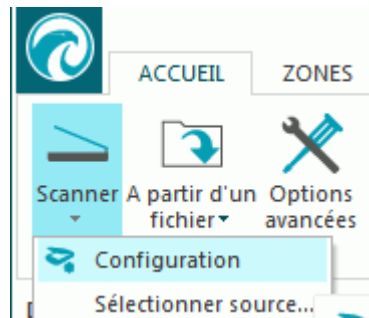 ACCUEIL ZONES
Scanner A partir d'un Options
fichier avancées
Configuration
Sélectionner source...